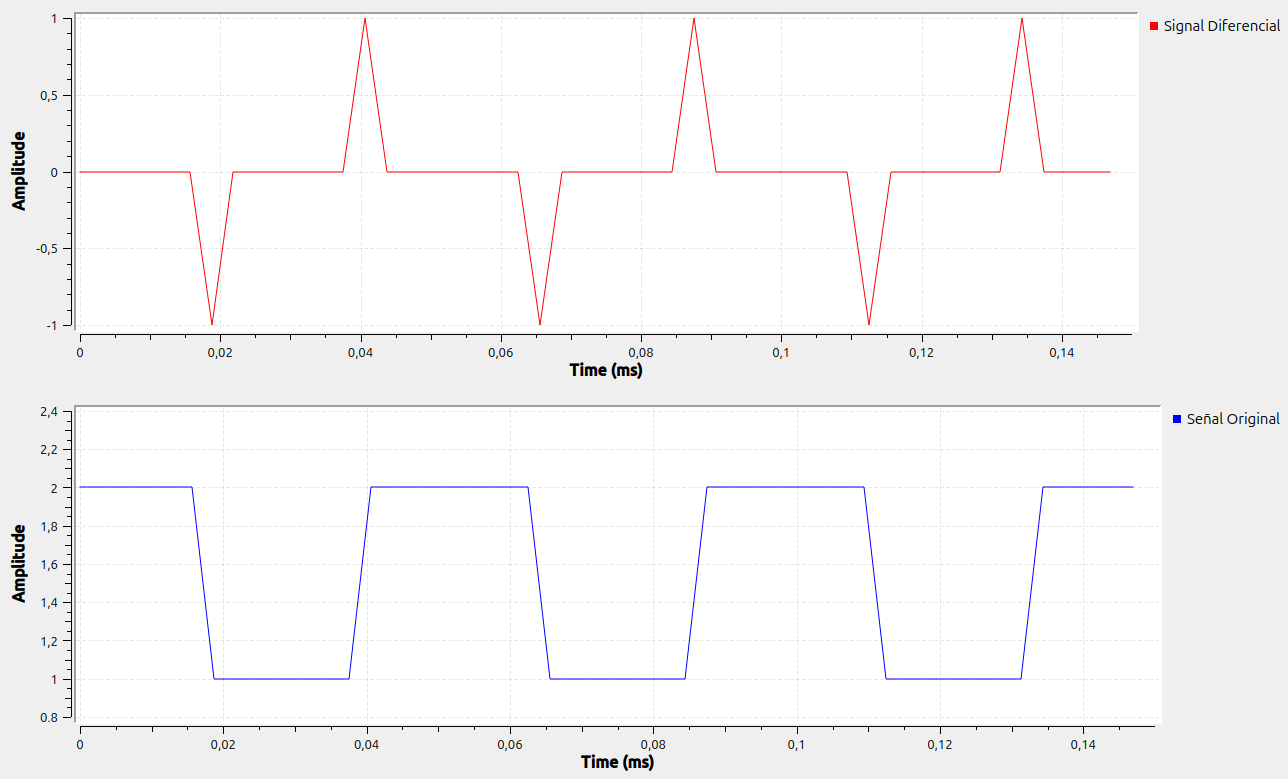 Signal Diferencial
1
0,5
0
-0,5
-1
Amplitude
0 0,02 0,04 0,06 0,08 0,1 0,12 0,14
Time (ms)
Señal Original
2,4
2,2
2
1,8
1,6
1,4
1,2
1
0.8
Amplitude
0 0,02 0,04 0,06 0,08 0,1 0,12 0,14
Time (ms)